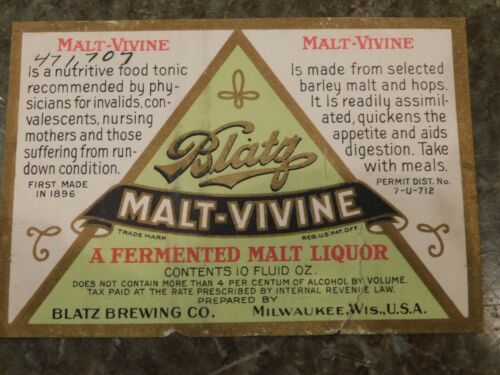 MALT-VIVINE
471,707
Is a nutritive food tonic
recommended by phy-
sicians for invalids, con-
valescents, nursing
mothers and those
suffering from run-
down condition.
FIRST MADE
IN 1896
MALT-VIVINE
Is made from selected
barley malt and hops.
It Is readily assimil-
ated, quickens the
appetite and aids
digestion. Take
with meals.
PERMIT DIST. No.
7-U-712
Blatz
MALT-VIVINE
TRADE MARK
REG. U.S. PAT. OFF.
A FERMENTED MALT LIQUOR
CONTENTS 10 FLUID OZ.
DOES NOT CONTAIN MORE THAN 4 PER CENTUM OF ALCOHOL BY VOLUME.
TAX PAID AT THE RATE PRESCRIBED BY INTERNAL REVENUE LAW.
PREPARED BY
BLATZ BREWING CO. MILWAUKEE, WIS., U.S.A.